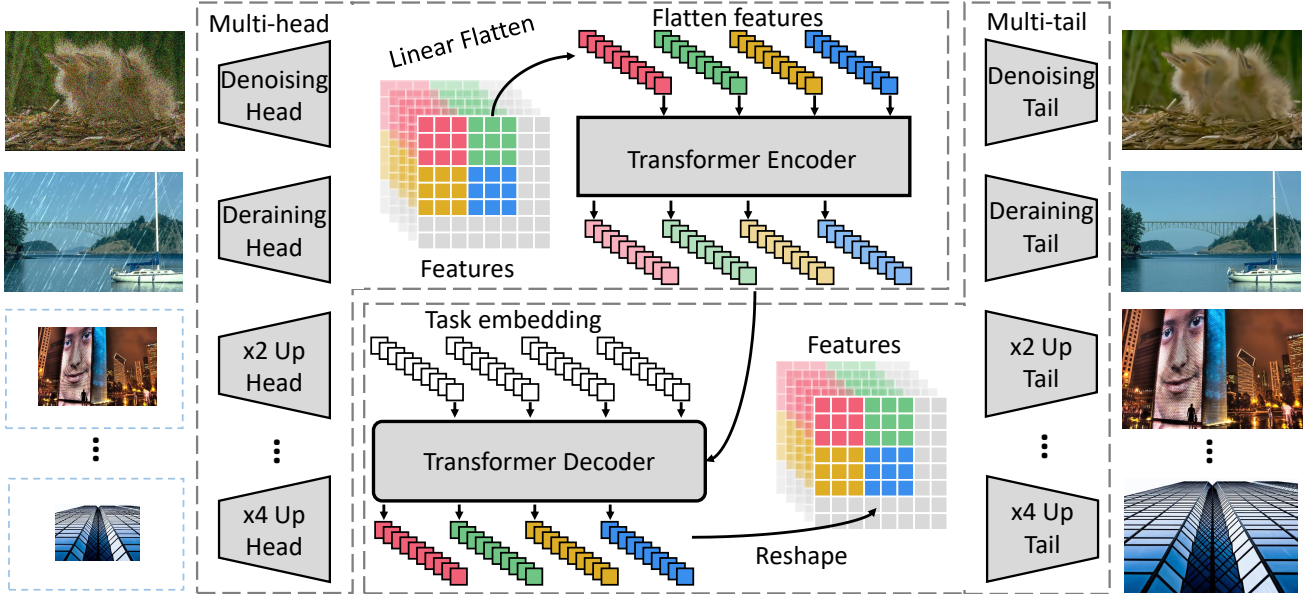 Multi-head
Denoising
Head
Deraining
Head
x2 Up
Head
...
x4 Up
Head
Linear Flatten
Features
Flatten features
Transformer Encoder
Task embedding
Transformer Decoder
Features
Reshape
Multi-tail
Denoising
Tail
Deraining
Tail
x2 Up
Tail
...
x4 Up
Tail